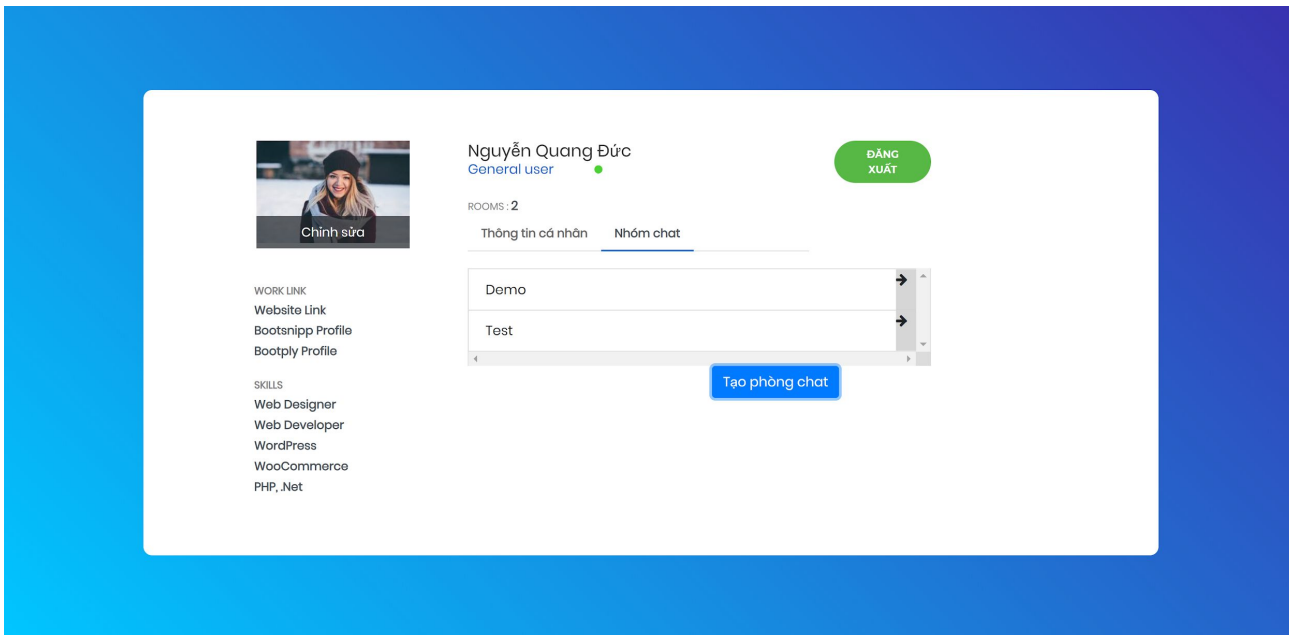 Chỉnh sửa
WORK LINK
Website Link
Bootsnipp Profile
Bootply Profile
SKILLS
Web Designer
Web Developer
WordPress
WooCommerce
PHP, .Net
Nguyễn Quang Đức
General user
ROOMS : 2
Thông tin cá nhân Nhóm chat
Demo
Test
Tạo phòng chat
ĐĂNG
XUẤT